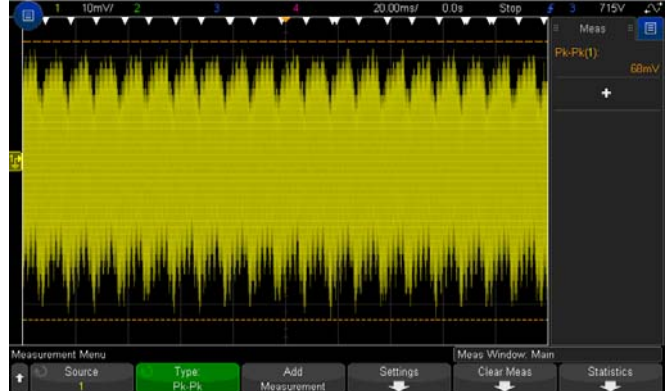 1 10mV/ 2 3 4 20.00ms/ 0.0s Stop 3 715V
Meas
Pk-Pk(1):
68mV
+
Measurement Menu
Meas Window: Main
Source
1
Type:
Pk-Pk
Add
Measurement
Settings
Clear Meas
Statistics